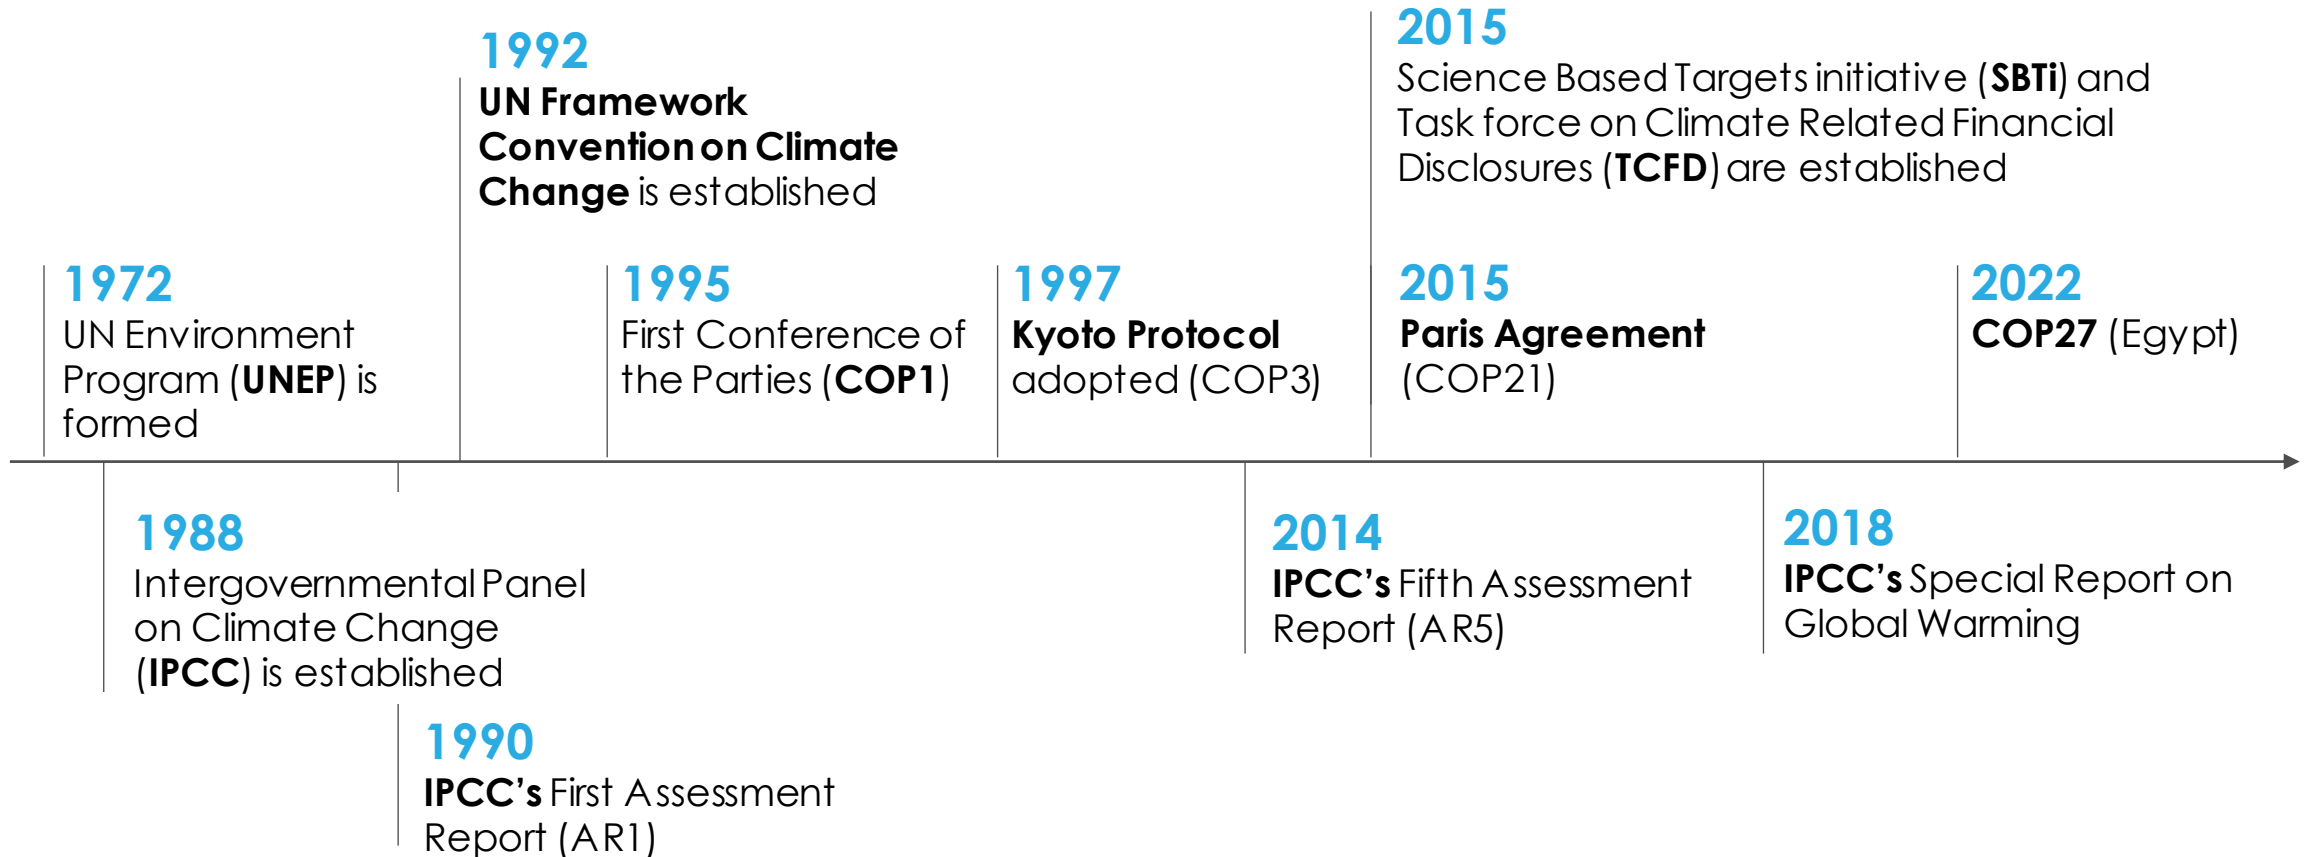 1992
UN Framework
Convention on Climate
Change is established
2015
Science Based Targets initiative (SBTi) and
Task force on Climate Related Financial
Disclosures (TCFD) are established
1972
UN Environment
Program (UNEP) is
formed
1995
First Conference of
the Parties (COP1)
1997
Kyoto Protocol
adopted (COP3)
2015
Paris Agreement
(COP21)
2022
COP27 (Egypt)
1988
Intergovernmental Panel
on Climate Change
(IPCC) is established
1990
IPCC’s First Assessment
Report (AR1)
2014
IPCC’s Fifth Assessment
Report (AR5)
2018
IPCC’s Special Report on
Global Warming